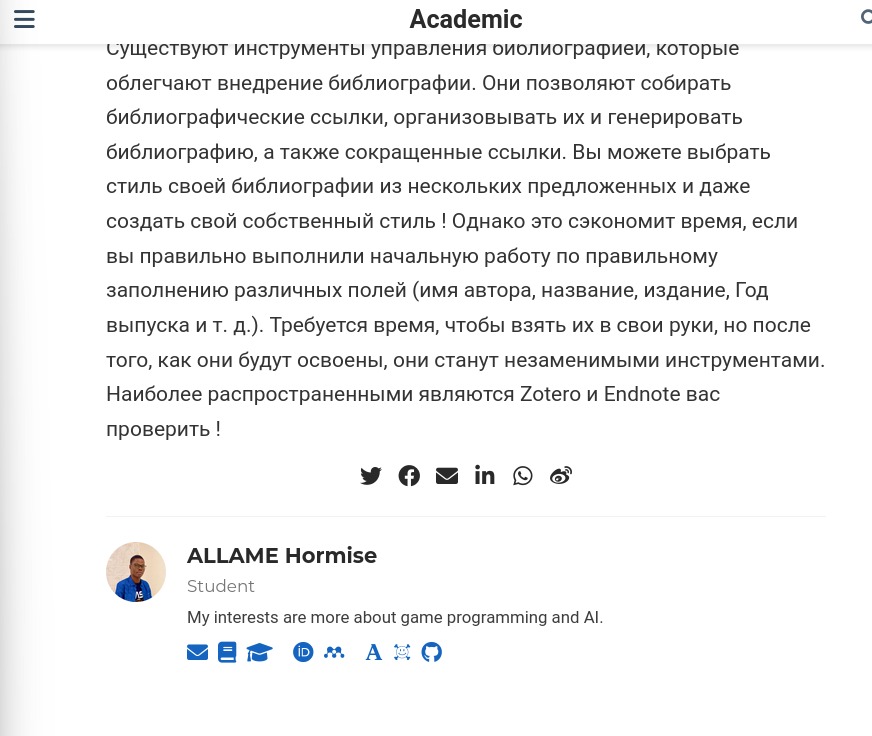 Academic
Существуют инструменты управления библиографией, которые
облегчают внедрение библиографии. Они позволяют собирать
библиографические ссылки, организовывать их и генерировать
библиографию, а также сокращенные ссылки. Вы можете выбрать
стиль своей библиографии из нескольких предложенных и даже
создать свой собственный стиль ! Однако это сэкономит время, если
вы правильно выполнили начальную работу по правильному
заполнению различных полей (имя автора, название, издание, Год
выпуска и т. д.). Требуется время, чтобы взять их в свои руки, но после
того, как они будут освоены, они станут незаменимыми инструментами.
Наиболее распространенными являются Zotero и Endnote вас
проверить !
ALLAME Hormise
Student
My interests are more about game programming and AI.